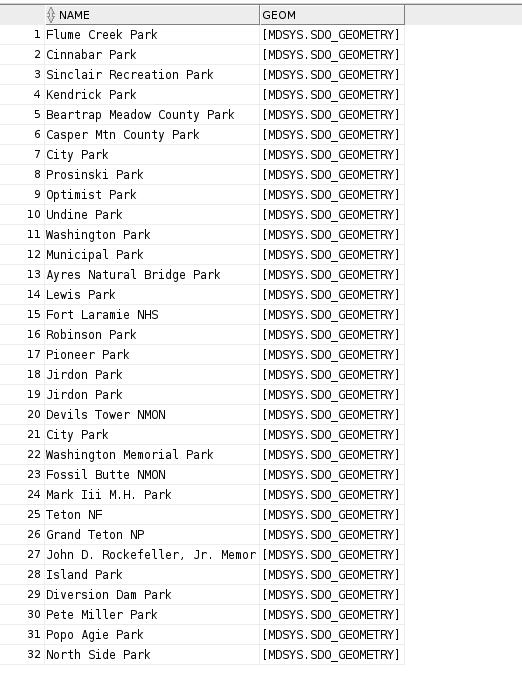 NAME GEOM
1 Flume Creek Park [MDSYS.SDO_GEOMETRY]
2 Cinnabar Park [MDSYS.SDO_GEOMETRY]
3 Sinclair Recreation Park [MDSYS.SDO_GEOMETRY]
4 Kendrick Park [MDSYS.SDO_GEOMETRY]
5 Beartrap Meadow County Park [MDSYS.SDO_GEOMETRY]
6 Casper Mtn County Park [MDSYS.SDO_GEOMETRY]
7 City Park [MDSYS.SDO_GEOMETRY]
8 Prosinski Park [MDSYS.SDO_GEOMETRY]
9 Optimist Park [MDSYS.SDO_GEOMETRY]
10 Undine Park [MDSYS.SDO_GEOMETRY]
11 Washington Park [MDSYS.SDO_GEOMETRY]
12 Municipal Park [MDSYS.SDO_GEOMETRY]
13 Ayres Natural Bridge Park [MDSYS.SDO_GEOMETRY]
14 Lewis Park [MDSYS.SDO_GEOMETRY]
15 Fort Laramie NHS [MDSYS.SDO_GEOMETRY]
16 Robinson Park [MDSYS.SDO_GEOMETRY]
17 Pioneer Park [MDSYS.SDO_GEOMETRY]
18 Jirdon Park [MDSYS.SDO_GEOMETRY]
19 Jirdon Park [MDSYS.SDO_GEOMETRY]
20 Devils Tower NMON [MDSYS.SDO_GEOMETRY]
21 City Park [MDSYS.SDO_GEOMETRY]
22 Washington Memorial Park [MDSYS.SDO_GEOMETRY]
23 Fossil Butte NMON [MDSYS.SDO_GEOMETRY]
24 Mark Iii M.H. Park [MDSYS.SDO_GEOMETRY]
25 Teton NF [MDSYS.SDO_GEOMETRY]
26 Grand Teton NP [MDSYS.SDO_GEOMETRY]
27 John D. Rockefeller, Jr. Memor [MDSYS.SDO_GEOMETRY]
28 Island Park [MDSYS.SDO_GEOMETRY]
29 Diversion Dam Park [MDSYS.SDO_GEOMETRY]
30 Pete Miller Park [MDSYS.SDO_GEOMETRY]
31 Popo Agie Park [MDSYS.SDO_GEOMETRY]
32 North Side Park [MDSYS.SDO_GEOMETRY]